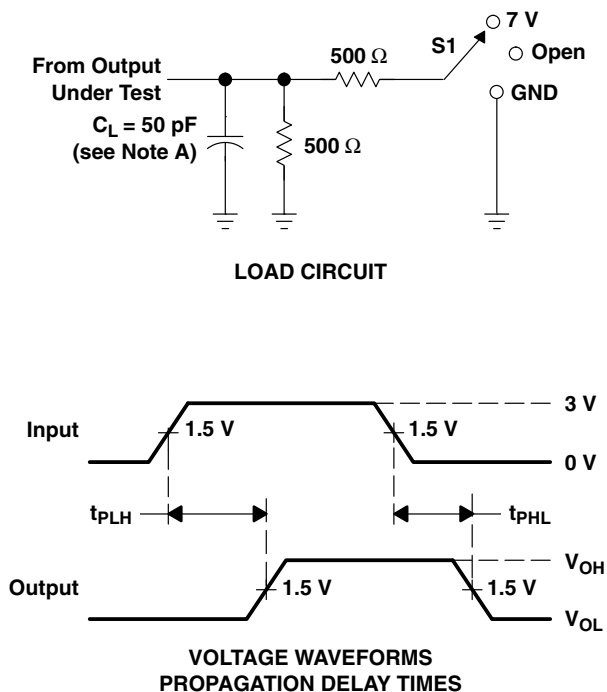 7 V
S1
500 Ω
Open
From Output
Under Test
GND
C_L = 50 pF
(see Note A)
500 Ω
LOAD CIRCUIT
3 V
Input
1.5 V
1.5 V
0 V
t_PLH
t_PHL
V_OH
Output
1.5 V
1.5 V
V_OL
VOLTAGE WAVEFORMS
PROPAGATION DELAY TIMES